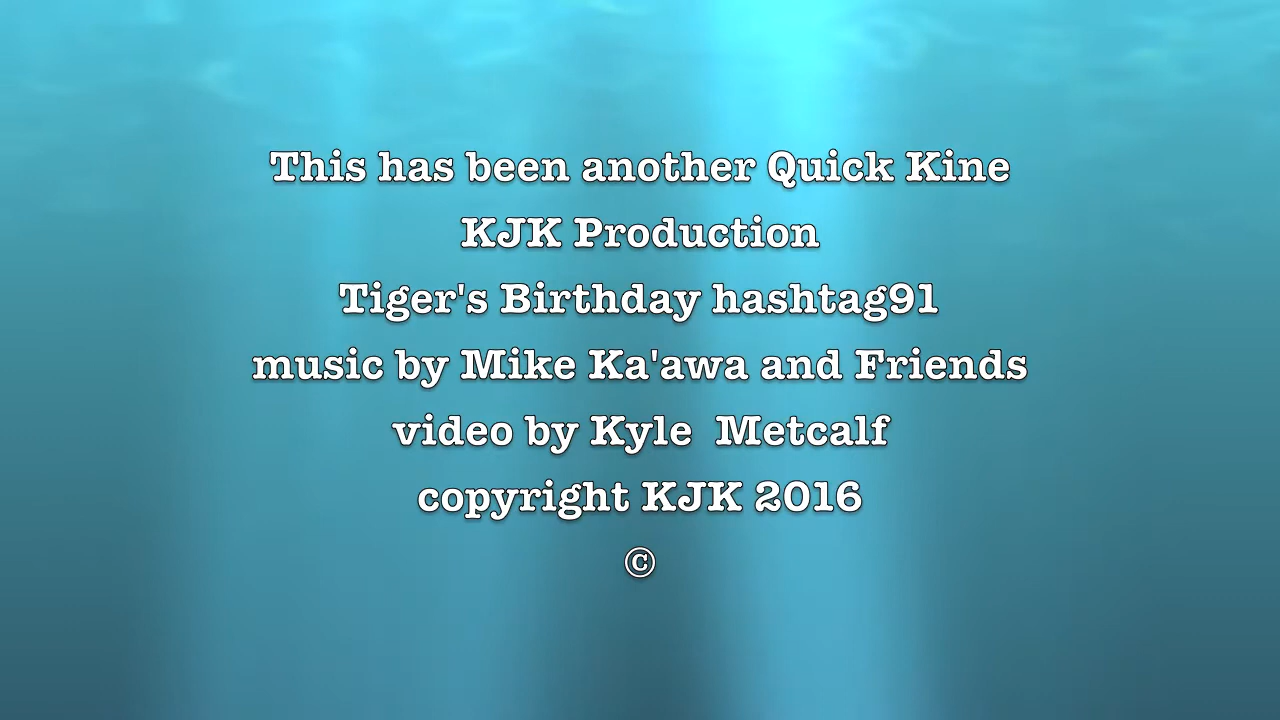 This has been another Quick Kine
KJK Production
Tiger's Birthday hashtag91
music by Mike Ka'awa and Friends
video by Kyle  Metcalf
copyright KJK 2016
©